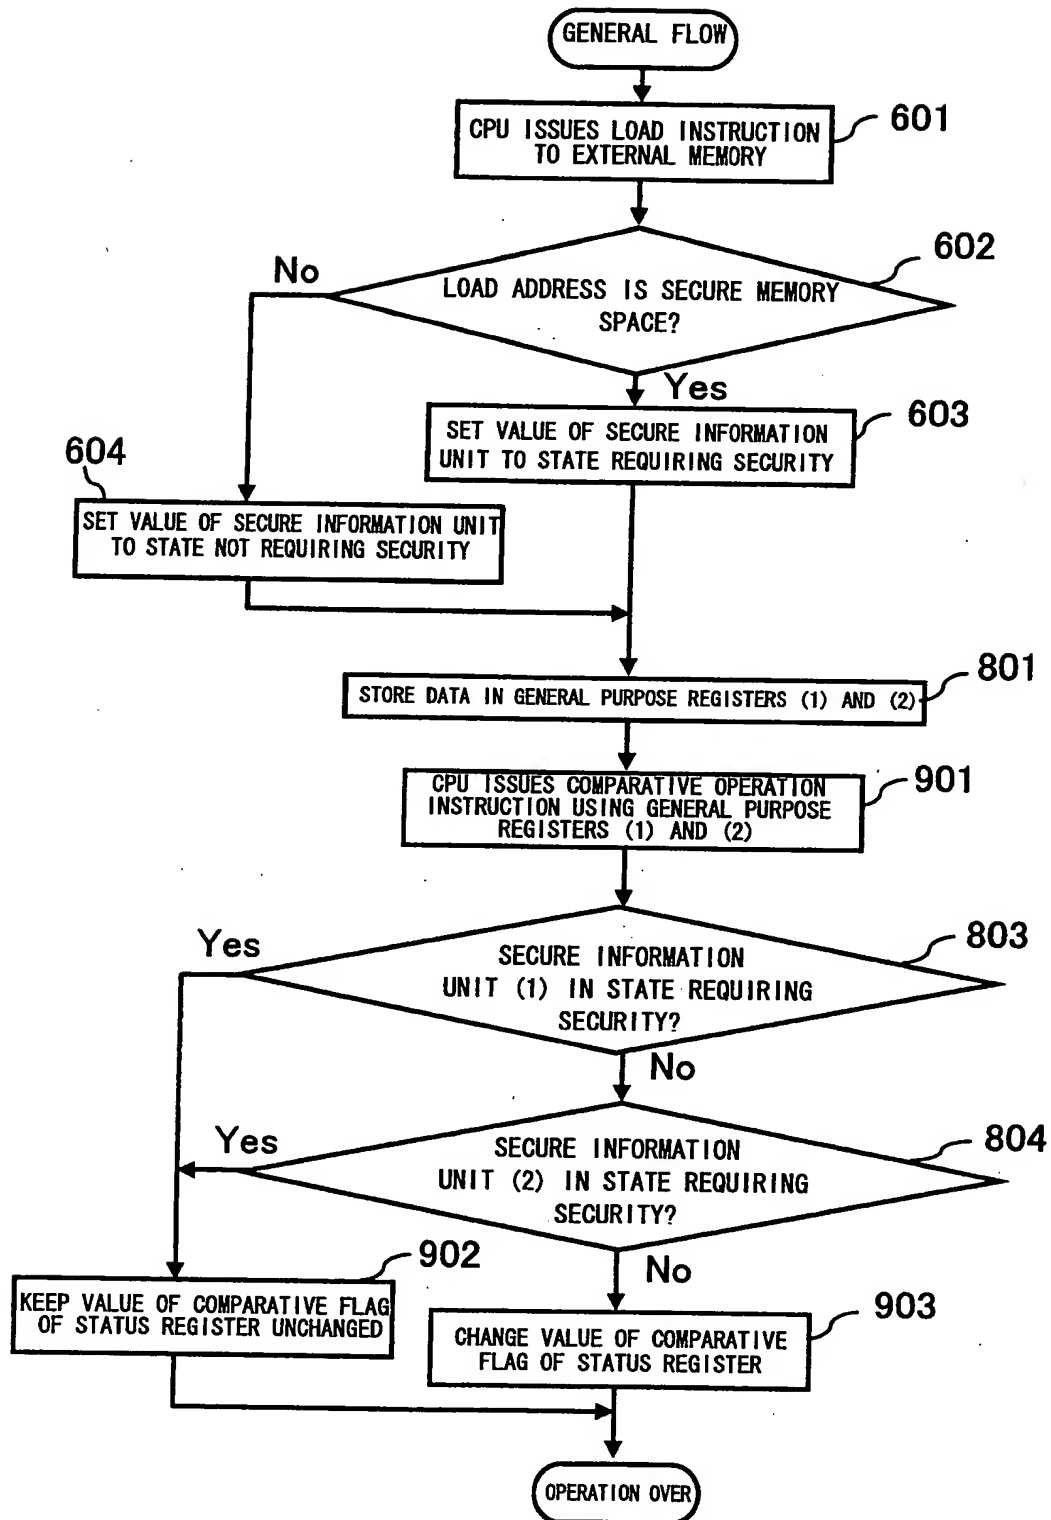 GENERAL FLOW
CPU ISSUES LOAD INSTRUCTION
TO EXTERNAL MEMORY
601
602
No
LOAD ADDRESS IS SECURE MEMORY
SPACE?
Yes
603
SET VALUE OF SECURE INFORMATION
UNIT TO STATE REQUIRING SECURITY
604
SET VALUE OF SECURE INFORMATION UNIT
TO STATE NOT REQUIRING SECURITY
801
STORE DATA IN GENERAL PURPOSE REGISTERS (1) AND (2)
901
CPU ISSUES COMPARATIVE OPERATION
INSTRUCTION USING GENERAL PURPOSE
REGISTERS (1) AND (2)
Yes
803
SECURE INFORMATION
UNIT (1) IN STATE REQUIRING
SECURITY?
No
Yes
804
SECURE INFORMATION
UNIT (2) IN STATE REQUIRING
SECURITY?
No
902
KEEP VALUE OF COMPARATIVE FLAG
OF STATUS REGISTER UNCHANGED
903
CHANGE VALUE OF COMPARATIVE
FLAG OF STATUS REGISTER
OPERATION OVER